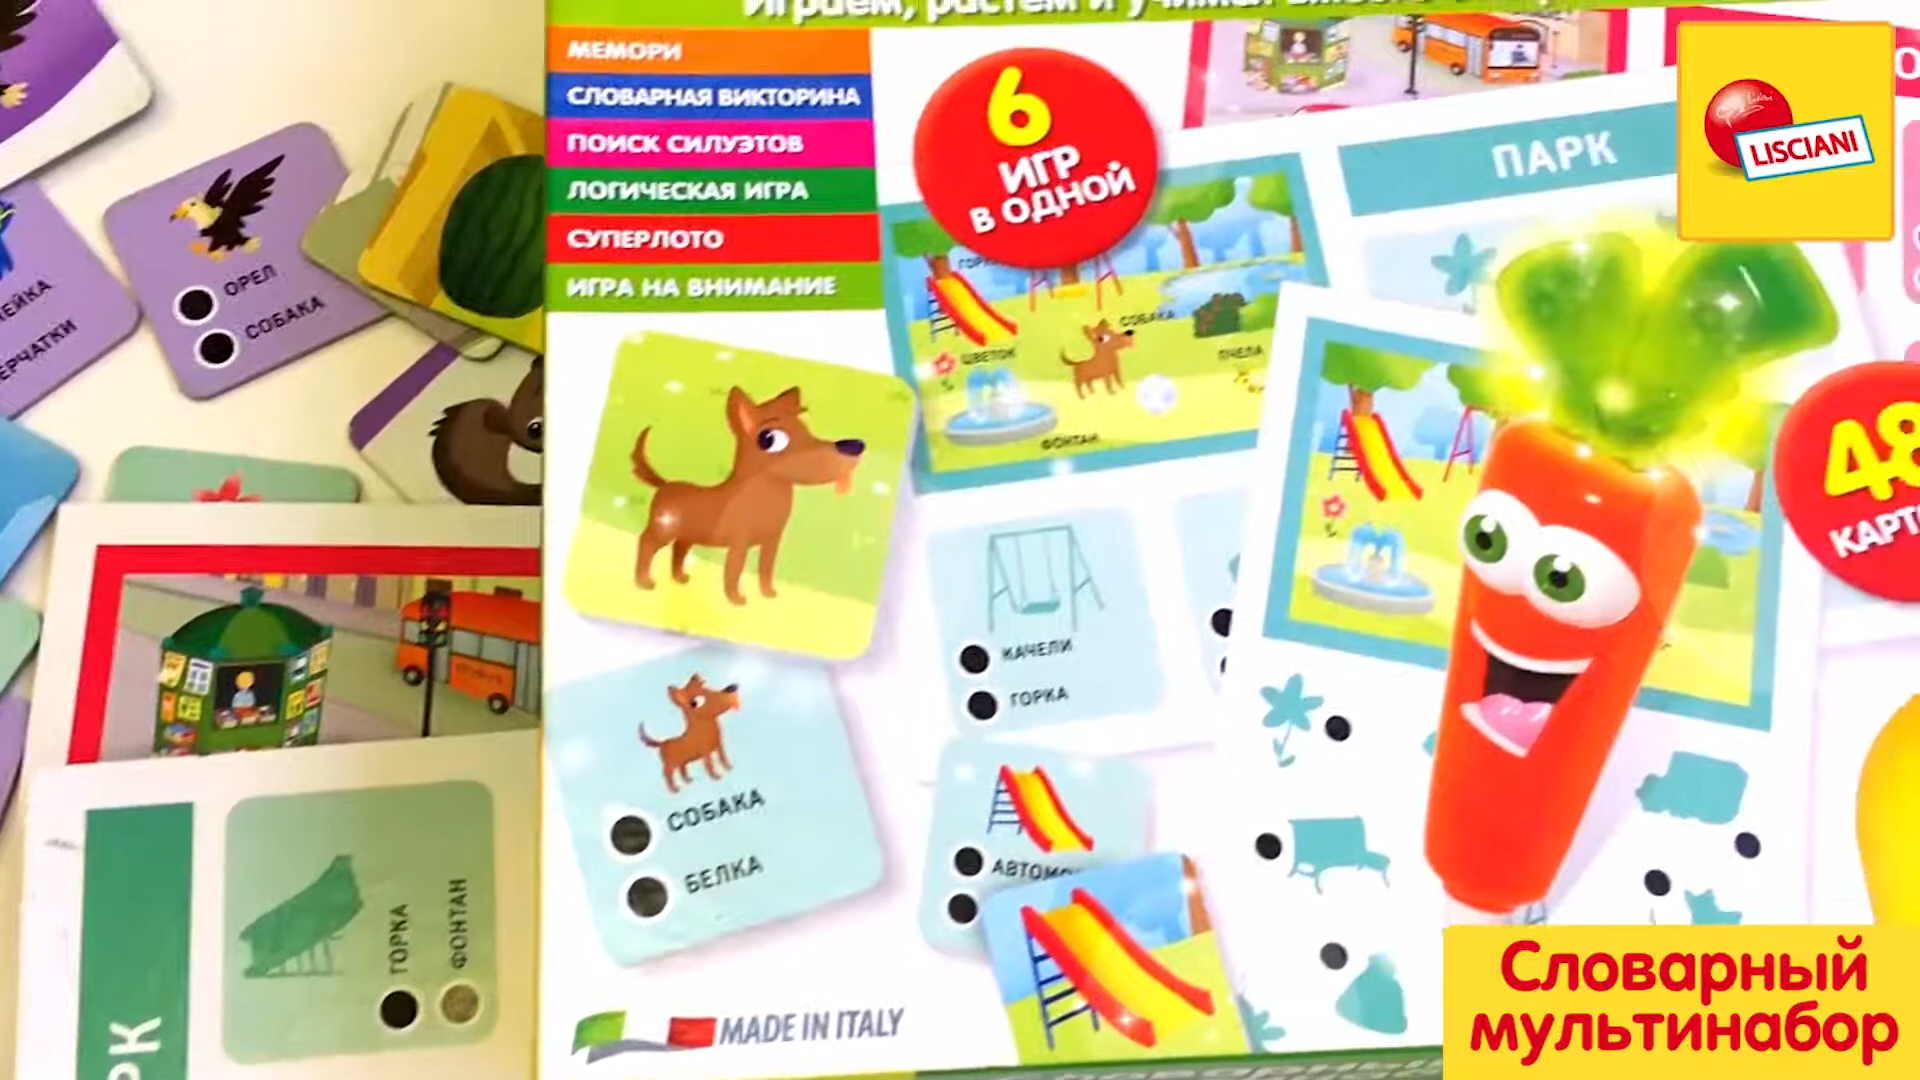 МЕМОРИ
СЛОВАРНАЯ ВИКТОРИНА
ПОИСК СИЛУЭТОВ
ЛОГИЧЕСКАЯ ИГРА
СУПЕРЛОТО
ИГРА НА ВНИМАНИЕ
6
ИГР
В ОДНОЙ
ПАРК
LISCIANI
ОРЕЛ
СОБАКА
СОБАКА
ЦВЕТОК
ПЧЕЛА
ФОНТАН
48
КАЧЕЛИ
ГОРКА
СОБАКА
БЕЛКА
ГОРКА
ФОНТАН
MADE IN ITALY
Словарный
мультинабор